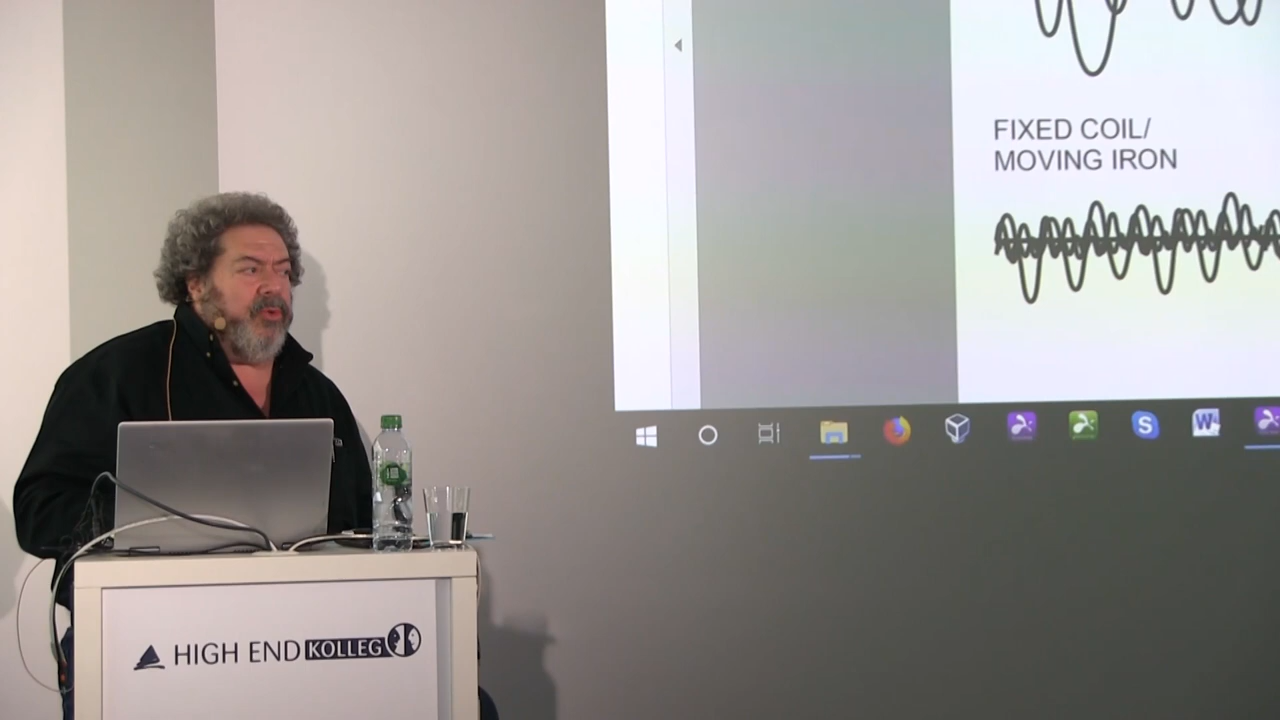 FIXED COIL/
MOVING IRON
S
W
HIGH END KOLLEG